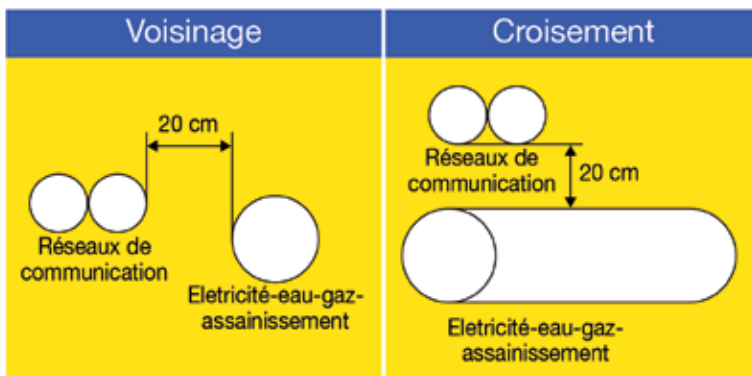 Voisinage
20 cm
Réseaux de
communication
Eletricité-eau-gaz-
assainissement
Croisement
Réseaux de
communication
20 cm
Eletricité-eau-gaz-
assainissement